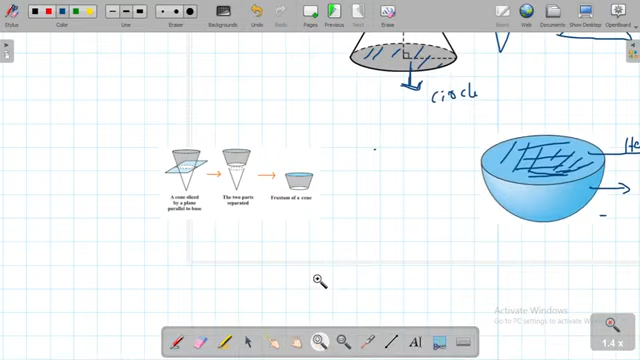 Stylus
Color
Line
Eraser
Backgrounds
Undo
Redo
Pages
Previous
Next
Erase
Board
Web
Documents
Show Desktop
OpenBoard
circle
A cone sliced
by a plane
parallel to base
The two parts
separated
Frustum of a cone
He
Activate Windows
Go to PC settings to activate Win
1.4 x